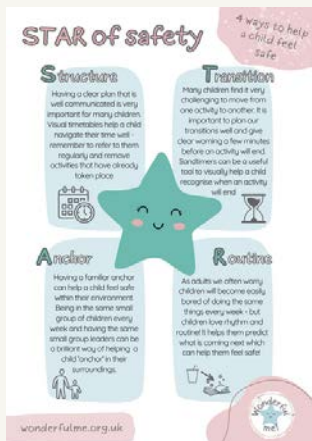 STAR of safety
4 ways to help
a child feel
safe
Structure
Having a clear plan that is
well communicated is very
important for many children.
Visual timetables help a child
navigate their time well -
remember to refer to them
regularly and remove
activities that have already
taken place
Transition
Many children find it very
challenging to move from
one activity to another. It is
important to plan our
transitions well and give
clear warning a few minutes
before an activity will end.
Sandtimers can be a useful
tool to visually help a child
recognise when an activity
will end
Anchor
Having a familiar anchor
can help a child feel safe
within their environment.
Being in the same small
group of children every
week and having the same
small group leaders can be
a brilliant way of helping a
child 'anchor' in their
surroundings.
Routine
As adults we often worry
children will become easily
bored of doing the same
things every week - but
children love rhythm and
routine! It helps them predict
what is coming next which
can help them feel safe!
wonderfulme.org.uk
wonderful
me!